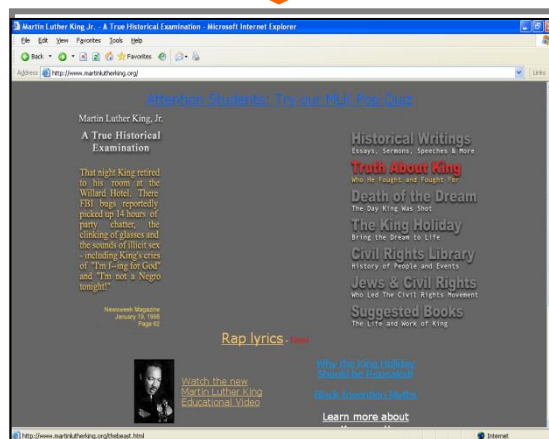 Martin Luther King Jr. - A True Historical Examination - Microsoft Internet Explorer
File Edit View Favorites Tools Help
Back Favorites
Address http://www.martinlutherking.org/ Links
Attention Students: Try our MLK Pop Quiz
Martin Luther King, Jr.
A True Historical
Examination
That night King retired
to his room at the
Willard Hotel. There
FBI bugs reportedly
picked up 14 hours of
party chatter, the
clinking of glasses and
the sounds of illicit sex
- including King's cries
of "I'm f--ing for God"
and "I'm not a Negro
tonight!"
Newsweek Magazine
January 19, 1998
Page 62
Historical Writings
Essays, Sermons, Speeches & More
Truth About King
Who He Fought and Fought For
Death of the Dream
The Day King Was Shot
The King Holiday
Bring the Dream to Life
Civil Rights Library
History of People and Events
Jews & Civil Rights
Who Led The Civil Rights Movement
Suggested Books
The Life and Work of King
Rap lyrics -
Watch the new
Martin Luther King
Educational Video
Why the King Holiday
Should be Repealed!
Black Invention Myths
Learn more about
http://www.martinlutherking.org/thebeast.html Internet